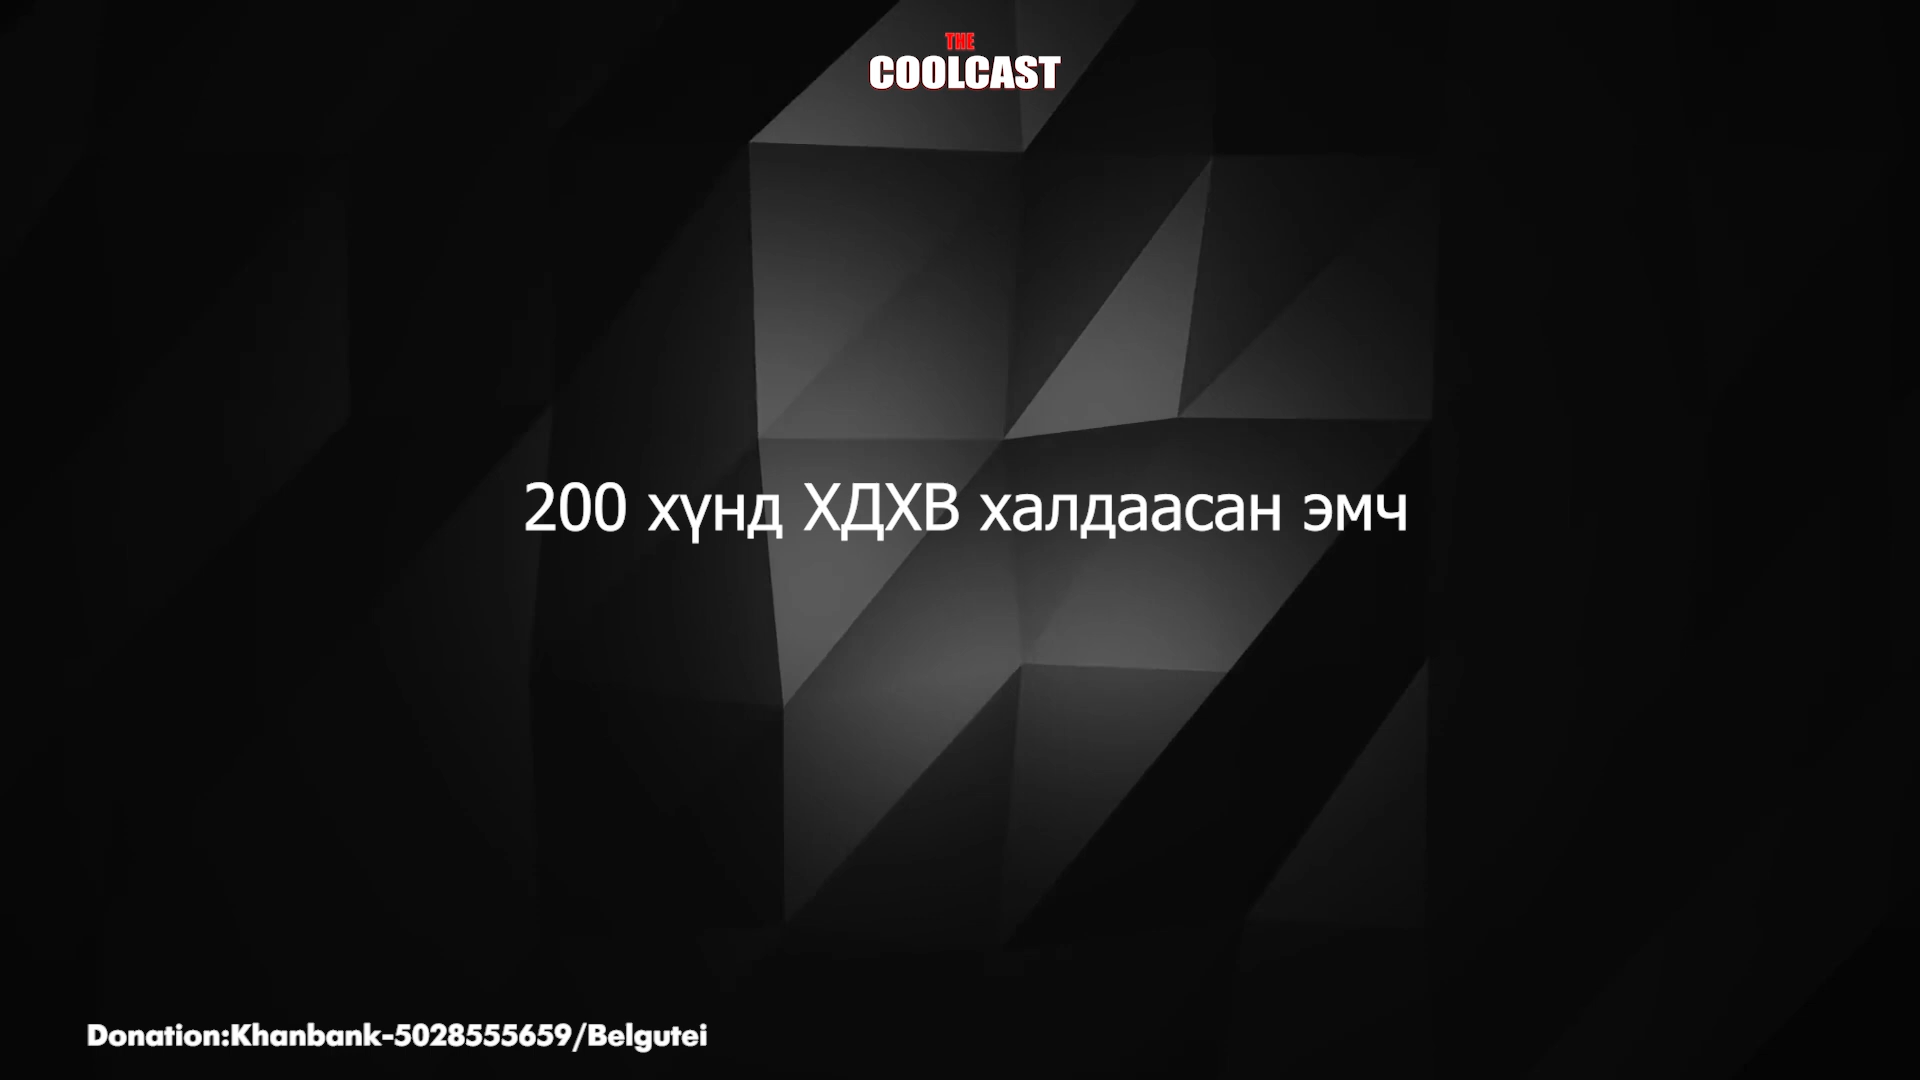 THE
COOLCAST
200 хүнд ХДХВ халдаасан эмч
Donation:Khanbank-5028555659/Belgutei